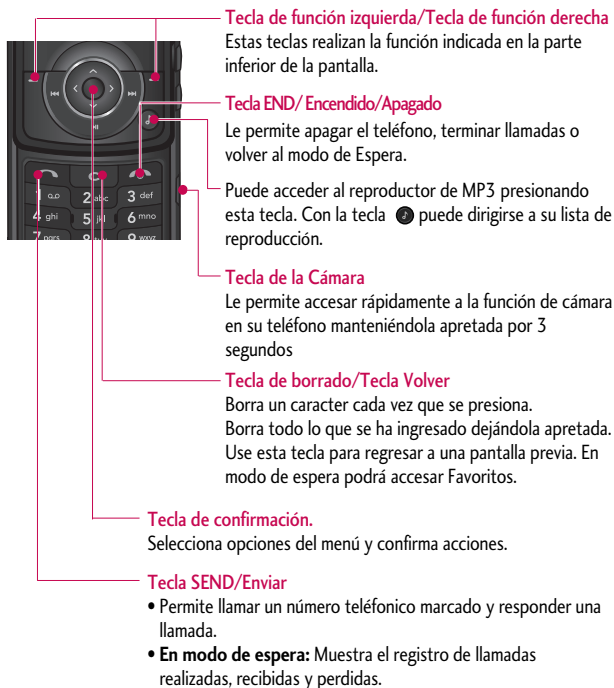 Tecla de función izquierda/Tecla de función derecha
Estas teclas realizan la función indicada en la parte
inferior de la pantalla.
Tecla END/ Encendido/Apagado
Le permite apagar el teléfono, terminar llamadas o
volver al modo de Espera.
Puede acceder al reproductor de MP3 presionando
esta tecla. Con la tecla puede dirigirse a su lista de
reproducción.
Tecla de la Cámara
Le permite accesar rápidamente a la función de cámara
en su teléfono manteniéndola apretada por 3
segundos
Tecla de borrado/Tecla Volver
Borra un caracter cada vez que se presiona.
Borra todo lo que se ha ingresado dejándola apretada.
Use esta tecla para regresar a una pantalla previa. En
modo de espera podrá accesar Favoritos.
Tecla de confirmación.
Selecciona opciones del menú y confirma acciones.
Tecla SEND/Enviar
• Permite llamar un número teléfonico marcado y responder una
llamada.
• En modo de espera: Muestra el registro de llamadas
realizadas, recibidas y perdidas.
1 2 abc 3 def
4 ghi 5 jkl 6 mno